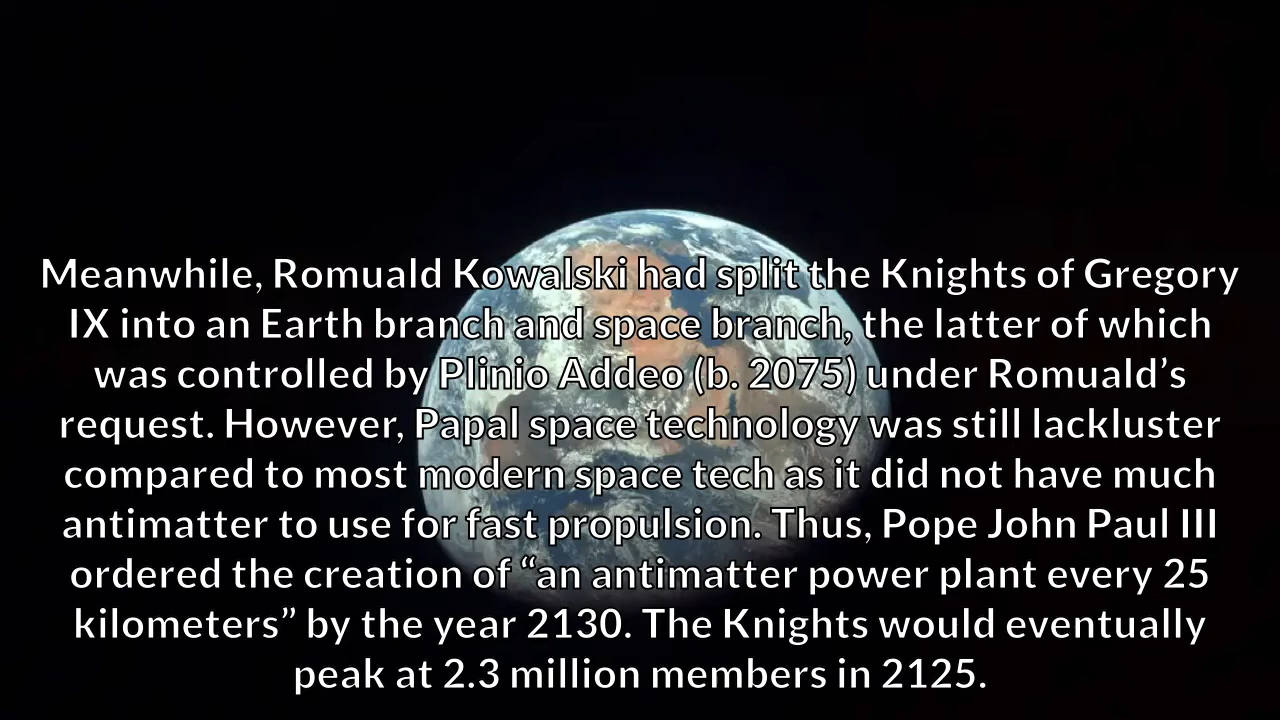 Meanwhile, Romuald Kowalski had split the Knights of Gregory
IX into an Earth branch and space branch, the latter of which
was controlled by Plinio Addeo (b. 2075) under Romuald’s
request. However, Papal space technology was still lackluster
compared to most modern space tech as it did not have much
antimatter to use for fast propulsion. Thus, Pope John Paul III
ordered the creation of “an antimatter power plant every 25
kilometers” by the year 2130. The Knights would eventually
peak at 2.3 million members in 2125.